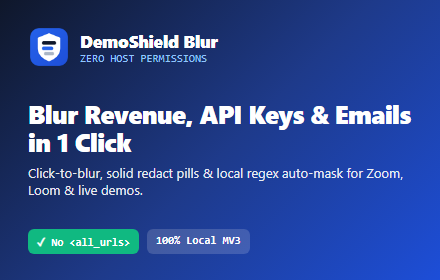 DemoShield Blur
ZERO HOST PERMISSIONS
Blur Revenue, API Keys & Emails
in 1 Click
Click-to-blur, solid redact pills & local regex auto-mask for Zoom,
Loom & live demos.
✓ No <all_urls>
100% Local MV3